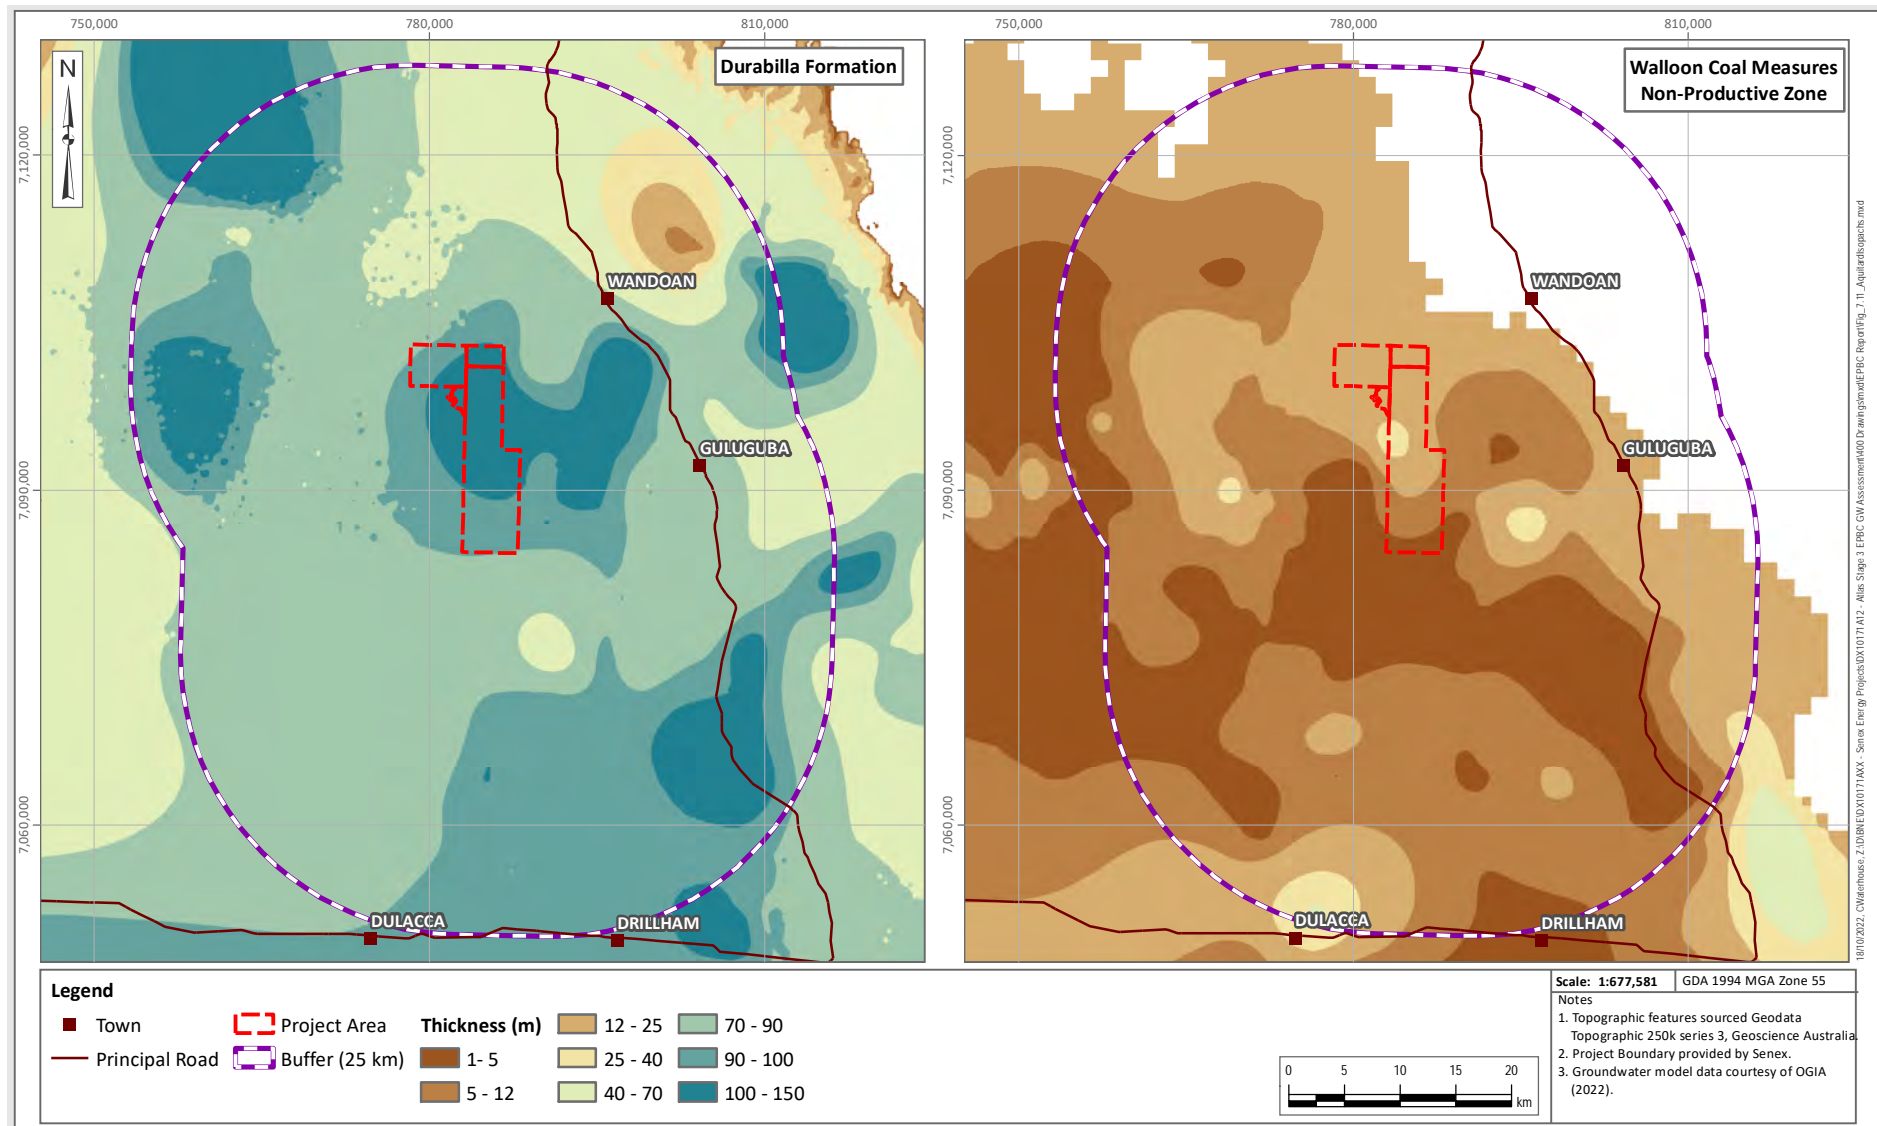 750,000
780,000
810,000
750,000
780,000
810,000
7,120,000
7,090,000
7,060,000
N
Durabilla Formation
WANDOAN
GULUGUBA
DULACCA
DRILLHAM
7,120,000
7,090,000
7,060,000
Walloon Coal Measures
Non-Productive Zone
WANDOAN
GULUGUBA
DULACCA
DRILLHAM
Legend
Town
Principal Road
Project Area
Buffer (25 km)
Thickness (m)
1- 5
5 - 12
12 - 25
25 - 40
40 - 70
70 - 90
90 - 100
100 - 150
0 5 10 15 20
km
Scale: 1:677,581
GDA 1994 MGA Zone 55
Notes
1. Topographic features sourced Geodata
Topographic 250k series 3, Geoscience Australia.
2. Project Boundary provided by Senex.
3. Groundwater model data courtesy of OGIA
(2022).